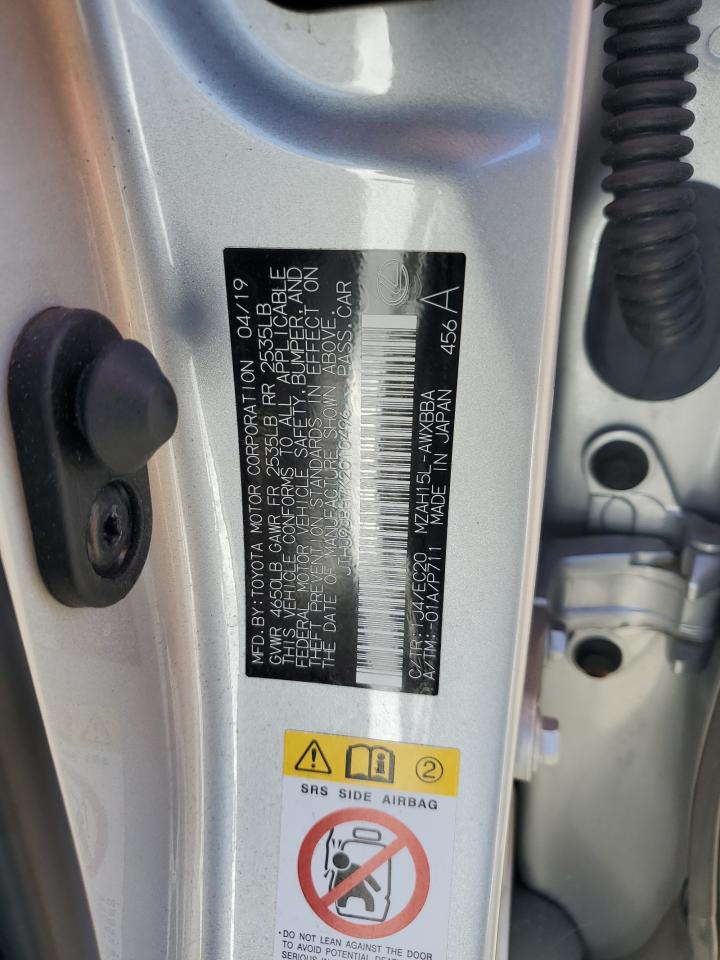 MFD. BY: TOYOTA MOTOR CORPORATION 04/19
GVWR 4650LB GAWR FR 2535LB RR 2535LB
THIS VEHICLE CONFORMS TO ALL APPLICABLE
FEDERAL MOTOR VEHICLE SAFETY, BUMPER, AND
THEFT PREVENTION STANDARDS IN EFFECT ON
THE DATE OF MANUFACTURE SHOWN ABOVE.
PASS. CAR
C/TR: 1J4/EC20 MZAH15L-AWXBBA
A/TM: -01A/P711 MADE IN JAPAN 456 A
2
SRS SIDE AIRBAG
•DO NOT LEAN AGAINST THE DOOR
TO AVOID POTENTIAL
SERIOUS